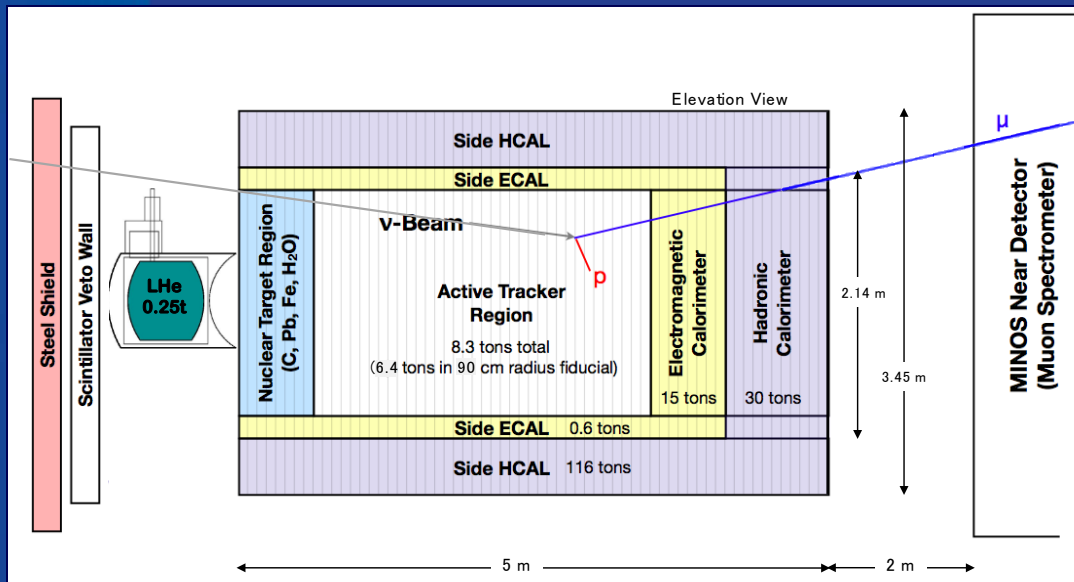 Elevation View
Steel Shield
Scintillator Veto Wall
LHe
0.25t
Side HCAL
Side ECAL
Nuclear Target Region
(C, Pb, Fe, H₂O)
ν-Beam
p
Active Tracker
Region
8.3 tons total
(6.4 tons in 90 cm radius fiducial)
Electromagnetic
Calorimeter
15 tons
Hadronic
Calorimeter
30 tons
Side ECAL 0.6 tons
Side HCAL 116 tons
2.14 m
3.45 m
μ
MINOS Near Detector
(Muon Spectrometer)
5 m
2 m